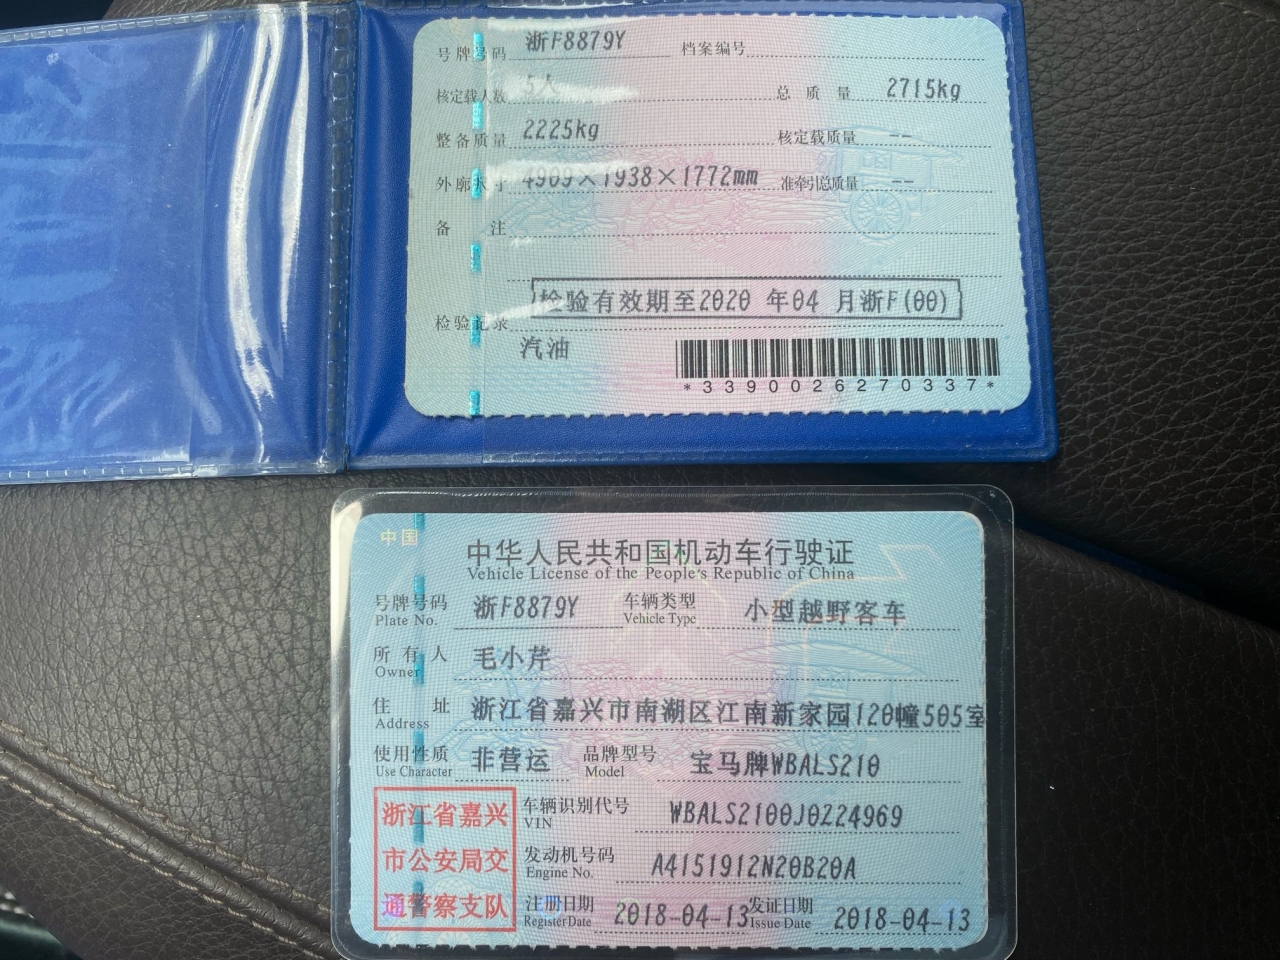 号牌号码 浙F8879Y 档案编号
核定载人数 5人 总质量 2715kg
整备质量 2225kg 核定载质量 --
外廓尺寸 4909×1938×1772mm 准牵引总质量 --
备注
检验有效期至2020年04月浙F(00)
检验记录
汽油
*3390026270337*
中国
中华人民共和国机动车行驶证
Vehicle License of the People's Republic of China
号牌号码 浙F8879Y 车辆类型 小型越野客车
Plate No. Vehicle Type
所有人 毛小芹
Owner
住址 浙江省嘉兴市南湖区江南新家园120幢505室
Address
使用性质 非营运 品牌型号 宝马牌WBALS210
Use Character Model
浙江省嘉兴市公安局交通警察支队
车辆识别代号 WBALS2100J0Z24969
VIN
发动机号码 A4151912N20B20A
Engine No.
注册日期 2018-04-13 发证日期 2018-04-13
Register Date Issue Date